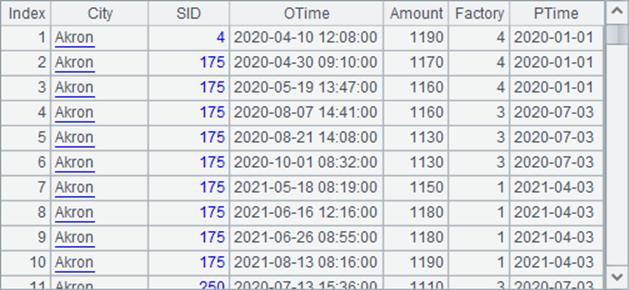 Index City SID OTime Amount Factory PTime
1 Akron 4 2020-04-10 12:08:00 1190 4 2020-01-01
2 Akron 175 2020-04-30 09:10:00 1170 4 2020-01-01
3 Akron 175 2020-05-19 13:47:00 1160 4 2020-01-01
4 Akron 175 2020-08-07 14:41:00 1160 3 2020-07-03
5 Akron 175 2020-08-21 14:08:00 1130 3 2020-07-03
6 Akron 175 2020-10-01 08:32:00 1130 3 2020-07-03
7 Akron 175 2021-05-18 08:19:00 1150 1 2021-04-03
8 Akron 175 2021-06-16 12:16:00 1180 1 2021-04-03
9 Akron 175 2021-06-26 08:55:00 1180 1 2021-04-03
10 Akron 175 2021-08-13 08:16:00 1190 1 2021-04-03
11 Akron 250 2020-07-13 15:36:00 1110 3 2020-07-03